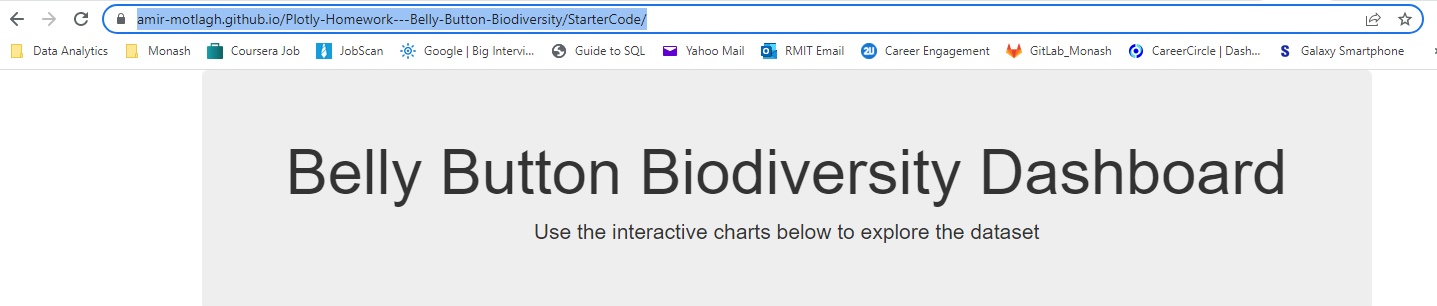 amir-motlagh.github.io/Plotly-Homework---Belly-Button-Biodiversity/StarterCode/
Data Analytics Monash Coursera Job JobScan Google | Big Intervi... Guide to SQL Yahoo Mail RMIT Email 2U Career Engagement GitLab_Monash CareerCircle | Dash... S Galaxy Smartphone »
Belly Button Biodiversity Dashboard
Use the interactive charts below to explore the dataset